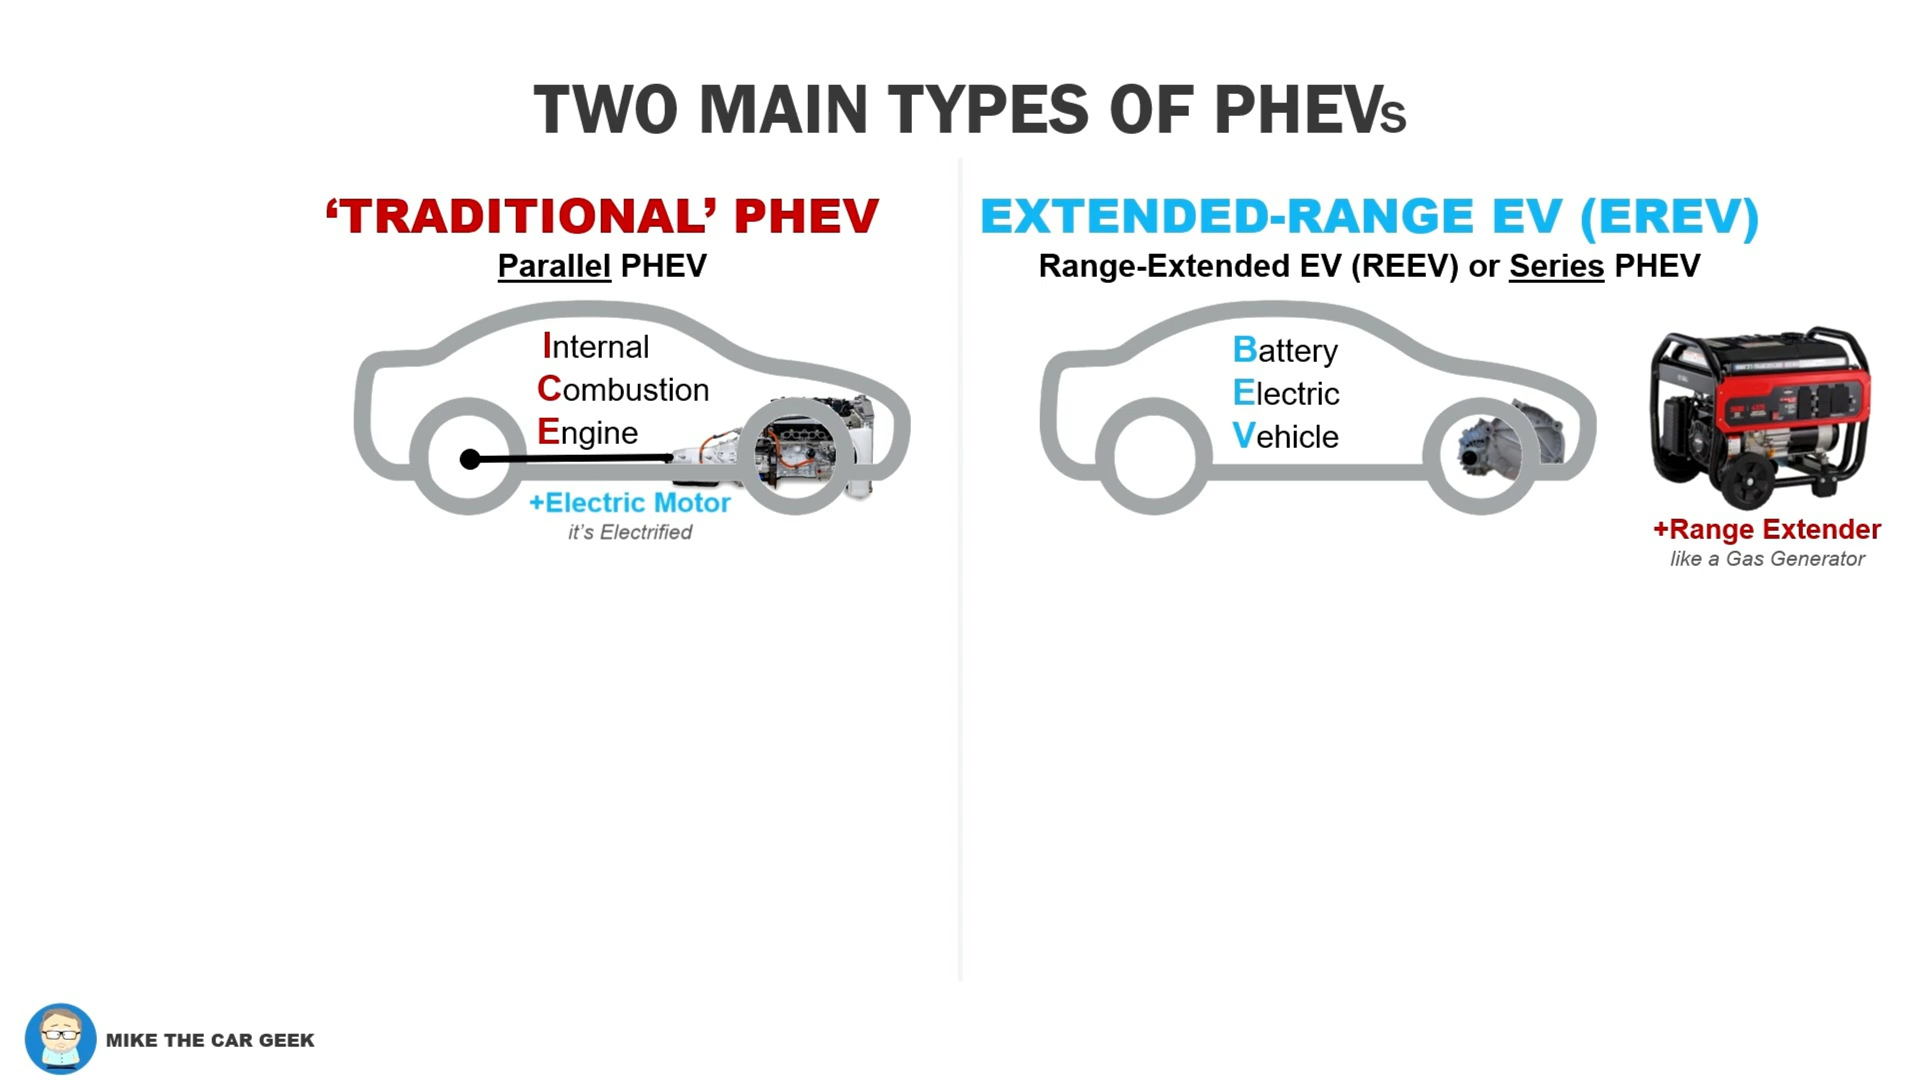 TWO MAIN TYPES OF PHEVs
‘TRADITIONAL’ PHEV
Parallel PHEV
Internal
Combustion
Engine
+Electric Motor
it’s Electrified
EXTENDED-RANGE EV (EREV)
Range-Extended EV (REEV) or Series PHEV
Battery
Electric
Vehicle
+Range Extender
like a Gas Generator
MIKE THE CAR GEEK